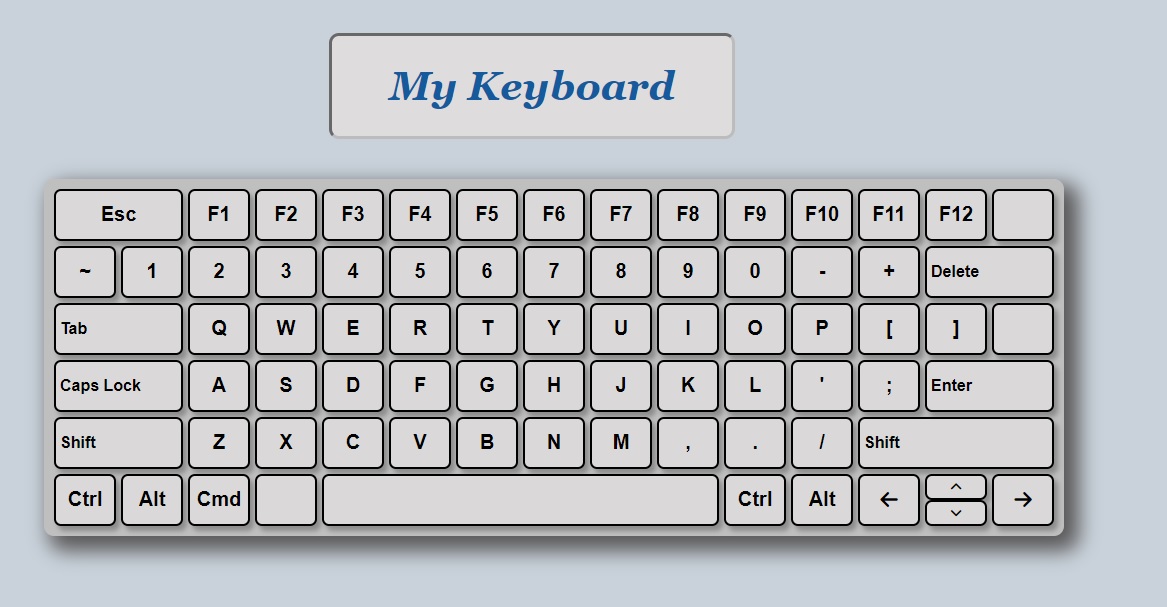 My Keyboard
Esc F1 F2 F3 F4 F5 F6 F7 F8 F9 F10 F11 F12
~ 1 2 3 4 5 6 7 8 9 0 - + Delete
Tab Q W E R T Y U I O P [ ]
Caps Lock A S D F G H J K L ' ; Enter
Shift Z X C V B N M , . / Shift
Ctrl Alt Cmd Ctrl Alt ← ︿ ﹀ →